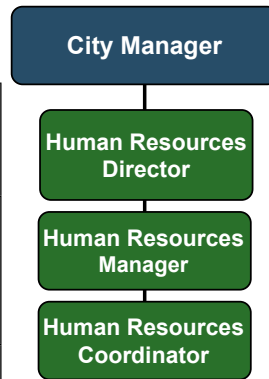 City Manager
Human Resources
Director
Human Resources
Manager
Human Resources
Coordinator